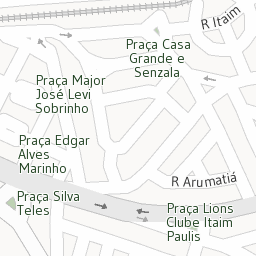 R Itaim
Praça Casa
Grande e
Senzala
Praça Major
José Levi
Sobrinho
Praça Edgar
Alves
Marinho
R Arumatiá
Praça Silva
Teles
Praça Lions
Clube Itaim
Paulis